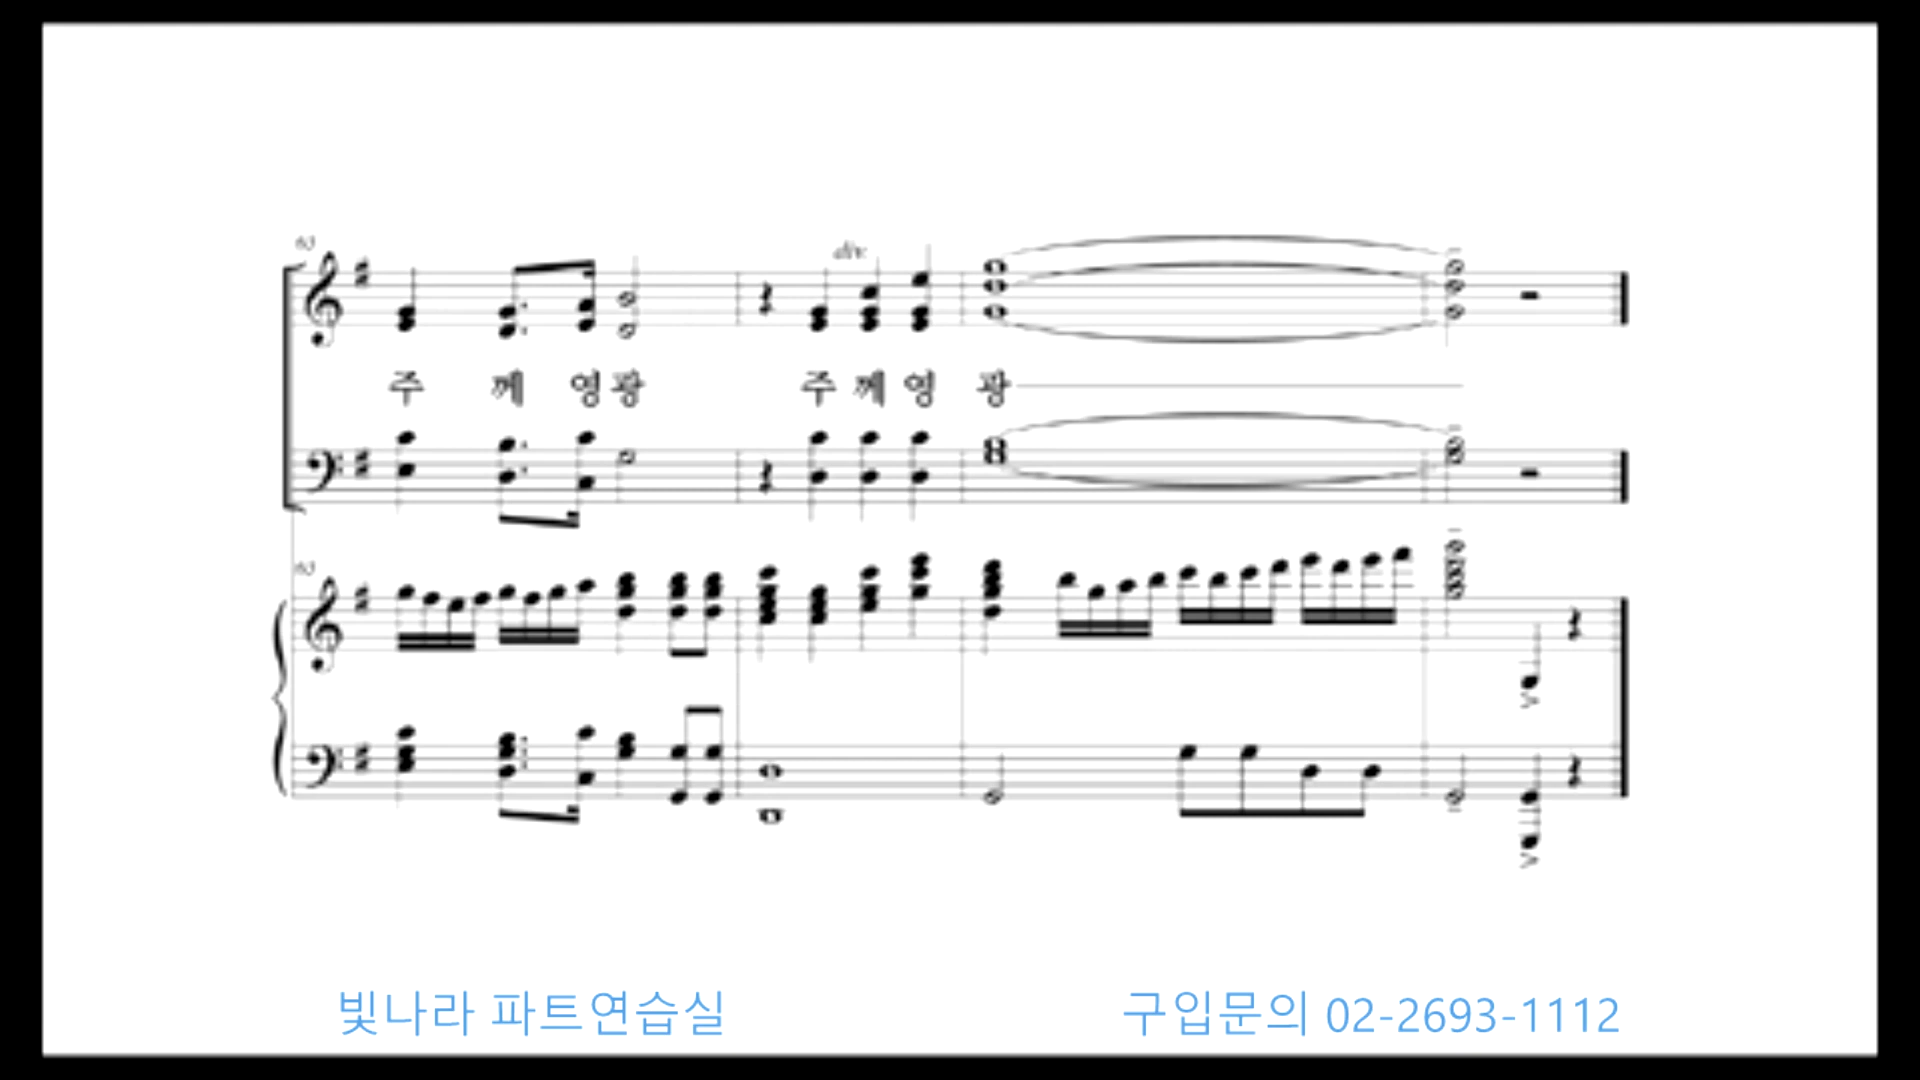 div.
주 께 영 광 주 께 영 광
빛나라 파트연습실
구입문의 02-2693-1112